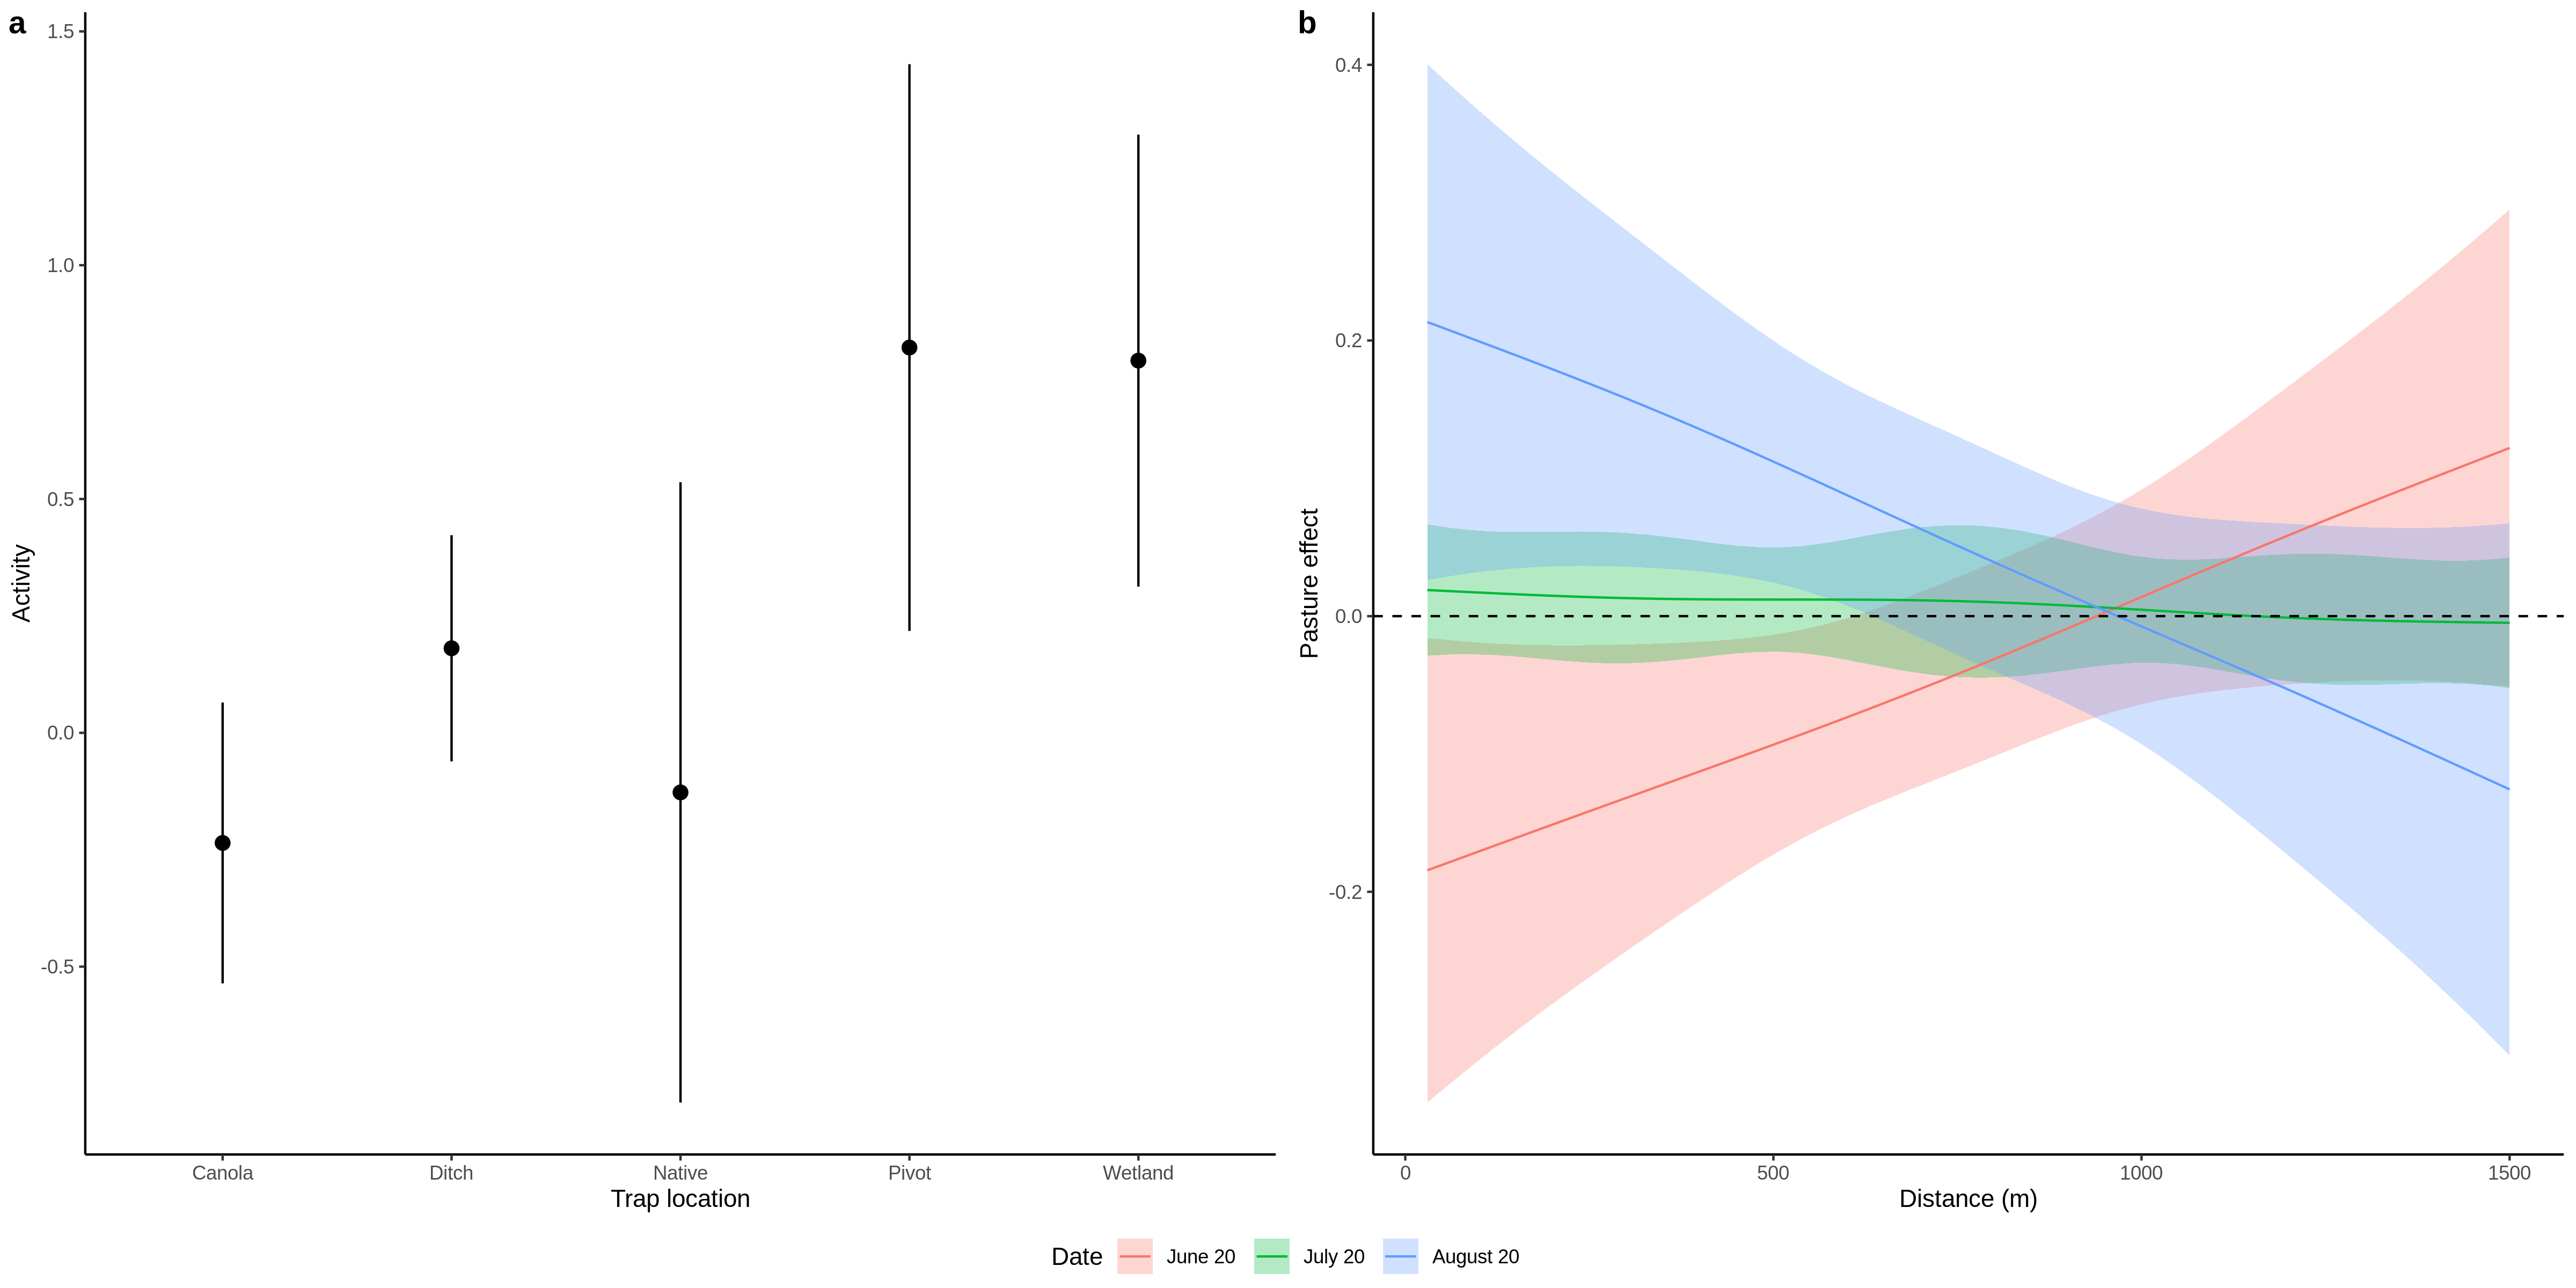 a
1.5
1.0
0.5
0.0
-0.5
Activity
Canola Ditch Native Pivot Wetland
Trap location
b
0.4
0.2
0.0
-0.2
Pasture effect
0 500 1000 1500
Distance (m)
Date June 20 July 20 August 20